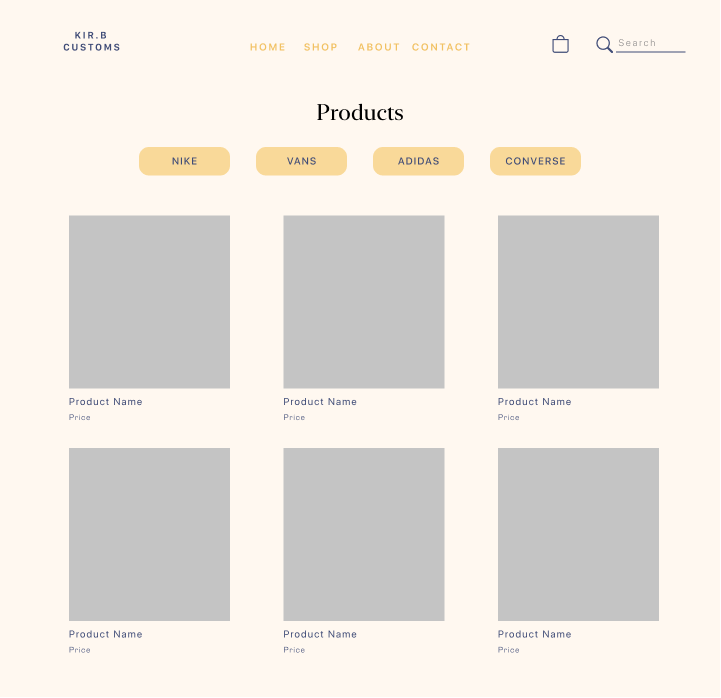 KIR.B
CUSTOMS
HOME SHOP ABOUT CONTACT
Search
Products
NIKE VANS ADIDAS CONVERSE
Product Name Product Name Product Name
Price Price Price
Product Name Product Name Product Name
Price Price Price